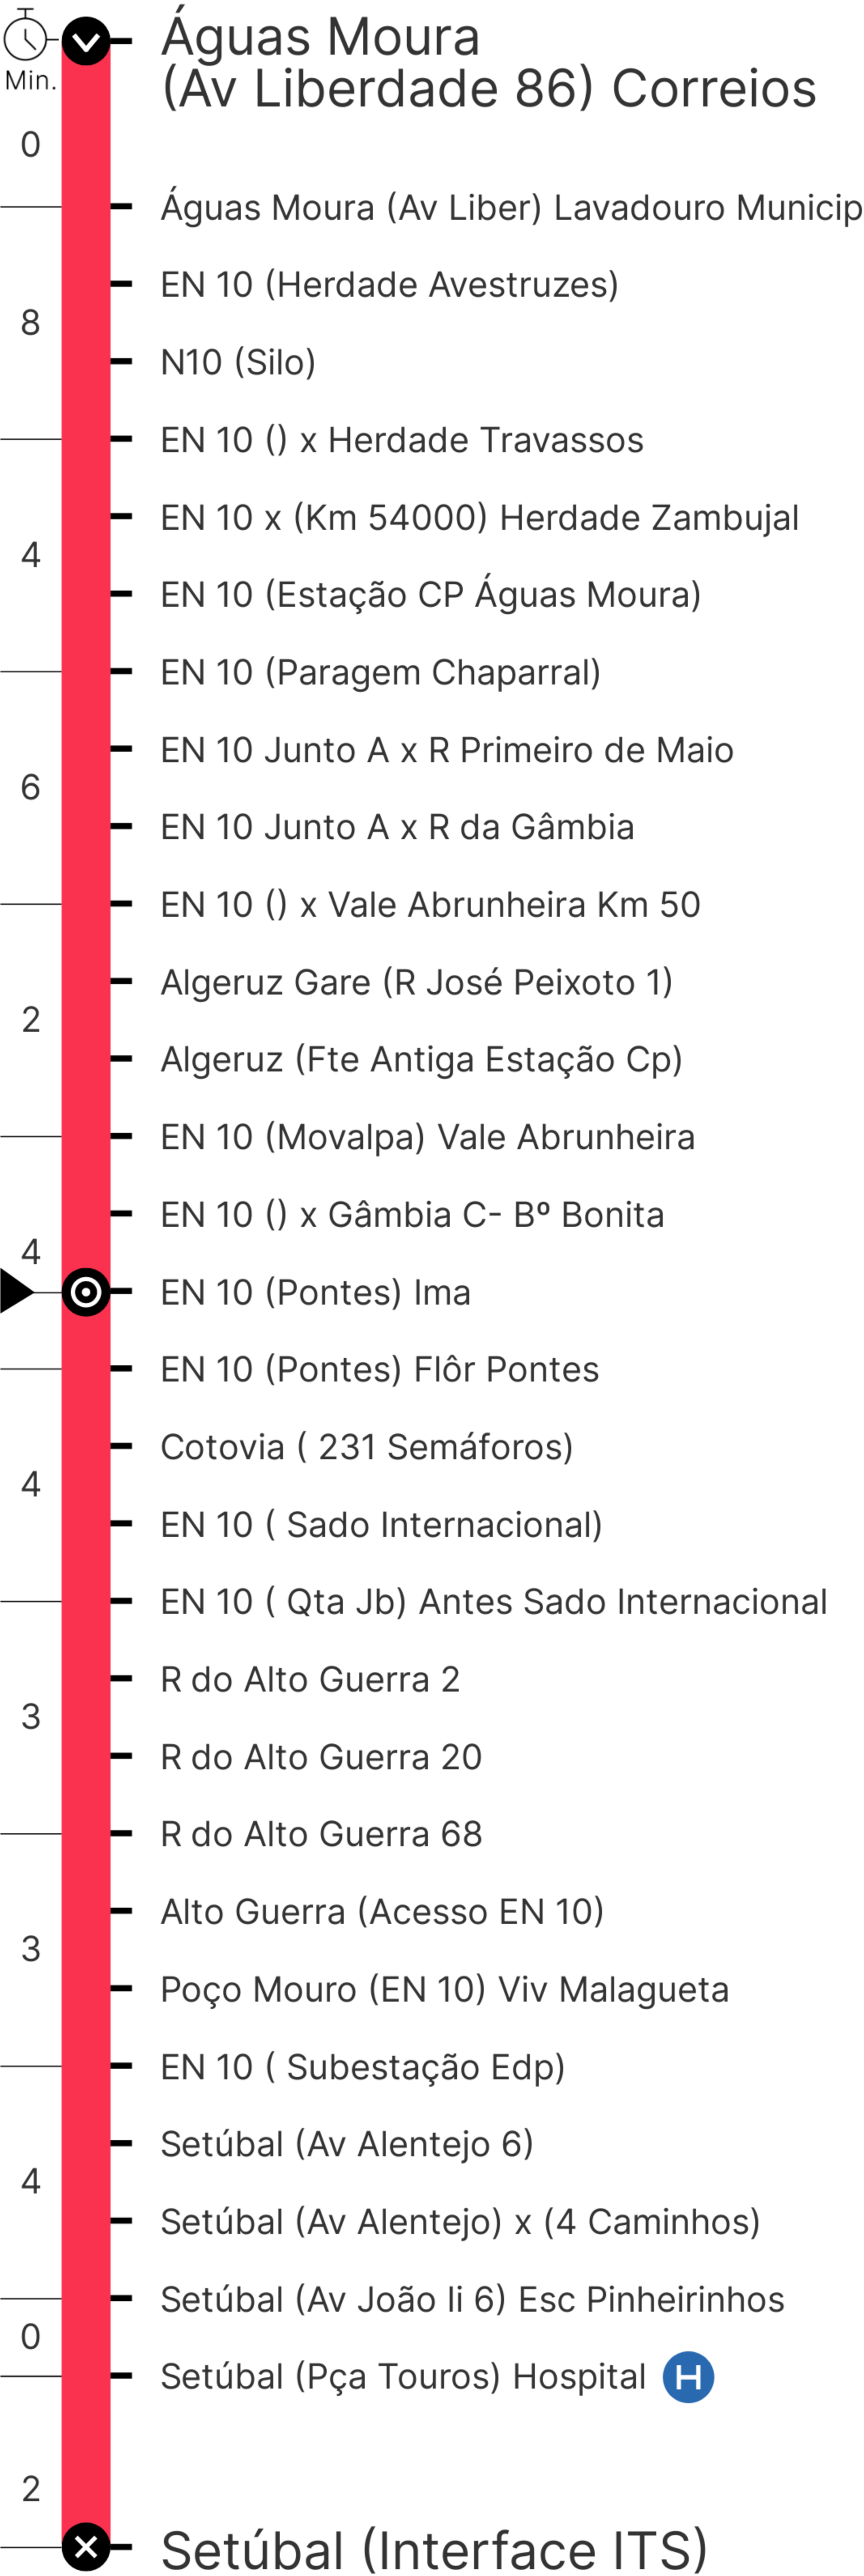 Águas Moura
(Av Liberdade 86) Correios
Min.
0
Águas Moura (Av Liber) Lavadouro Municip
EN 10 (Herdade Avestruzes)
8
N10 (Silo)
EN 10 () x Herdade Travassos
EN 10 x (Km 54000) Herdade Zambujal
4
EN 10 (Estação CP Águas Moura)
EN 10 (Paragem Chaparral)
EN 10 Junto A x R Primeiro de Maio
6
EN 10 Junto A x R da Gâmbia
EN 10 () x Vale Abrunheira Km 50
Algeruz Gare (R José Peixoto 1)
2
Algeruz (Fte Antiga Estação Cp)
EN 10 (Movalpa) Vale Abrunheira
EN 10 () x Gâmbia C- Bº Bonita
4
EN 10 (Pontes) Ima
EN 10 (Pontes) Flôr Pontes
Cotovia ( 231 Semáforos)
4
EN 10 ( Sado Internacional)
EN 10 ( Qta Jb) Antes Sado Internacional
R do Alto Guerra 2
3
R do Alto Guerra 20
R do Alto Guerra 68
Alto Guerra (Acesso EN 10)
3
Poço Mouro (EN 10) Viv Malagueta
EN 10 ( Subestação Edp)
Setúbal (Av Alentejo 6)
4
Setúbal (Av Alentejo) x (4 Caminhos)
Setúbal (Av João Ii 6) Esc Pinheirinhos
0
Setúbal (Pça Touros) Hospital H
2
Setúbal (Interface ITS)